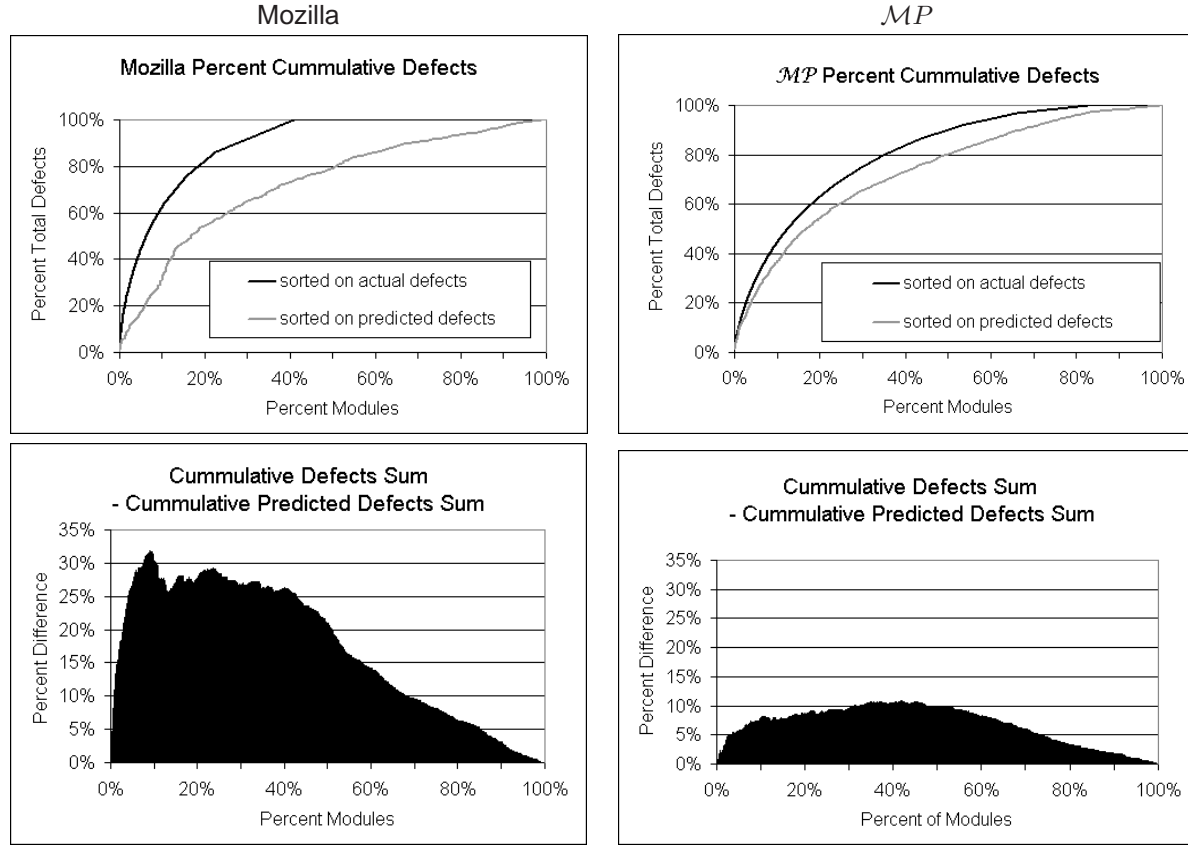 Mozilla
MP
Mozilla Percent Cummulative Defects
Percent Total Defects
100%
80%
60%
40%
20%
0%
sorted on actual defects
sorted on predicted defects
0% 20% 40% 60% 80% 100%
Percent Modules
MP Percent Cummulative Defects
Percent Total Defects
100%
80%
60%
40%
20%
0%
sorted on actual defects
sorted on predicted defects
0% 20% 40% 60% 80% 100%
Percent Modules
Cummulative Defects Sum
- Cummulative Predicted Defects Sum
Percent Difference
35%
30%
25%
20%
15%
10%
5%
0%
0% 20% 40% 60% 80% 100%
Percent Modules
Cummulative Defects Sum
- Cummulative Predicted Defects Sum
Percent Difference
35%
30%
25%
20%
15%
10%
5%
0%
0% 20% 40% 60% 80% 100%
Percent of Modules